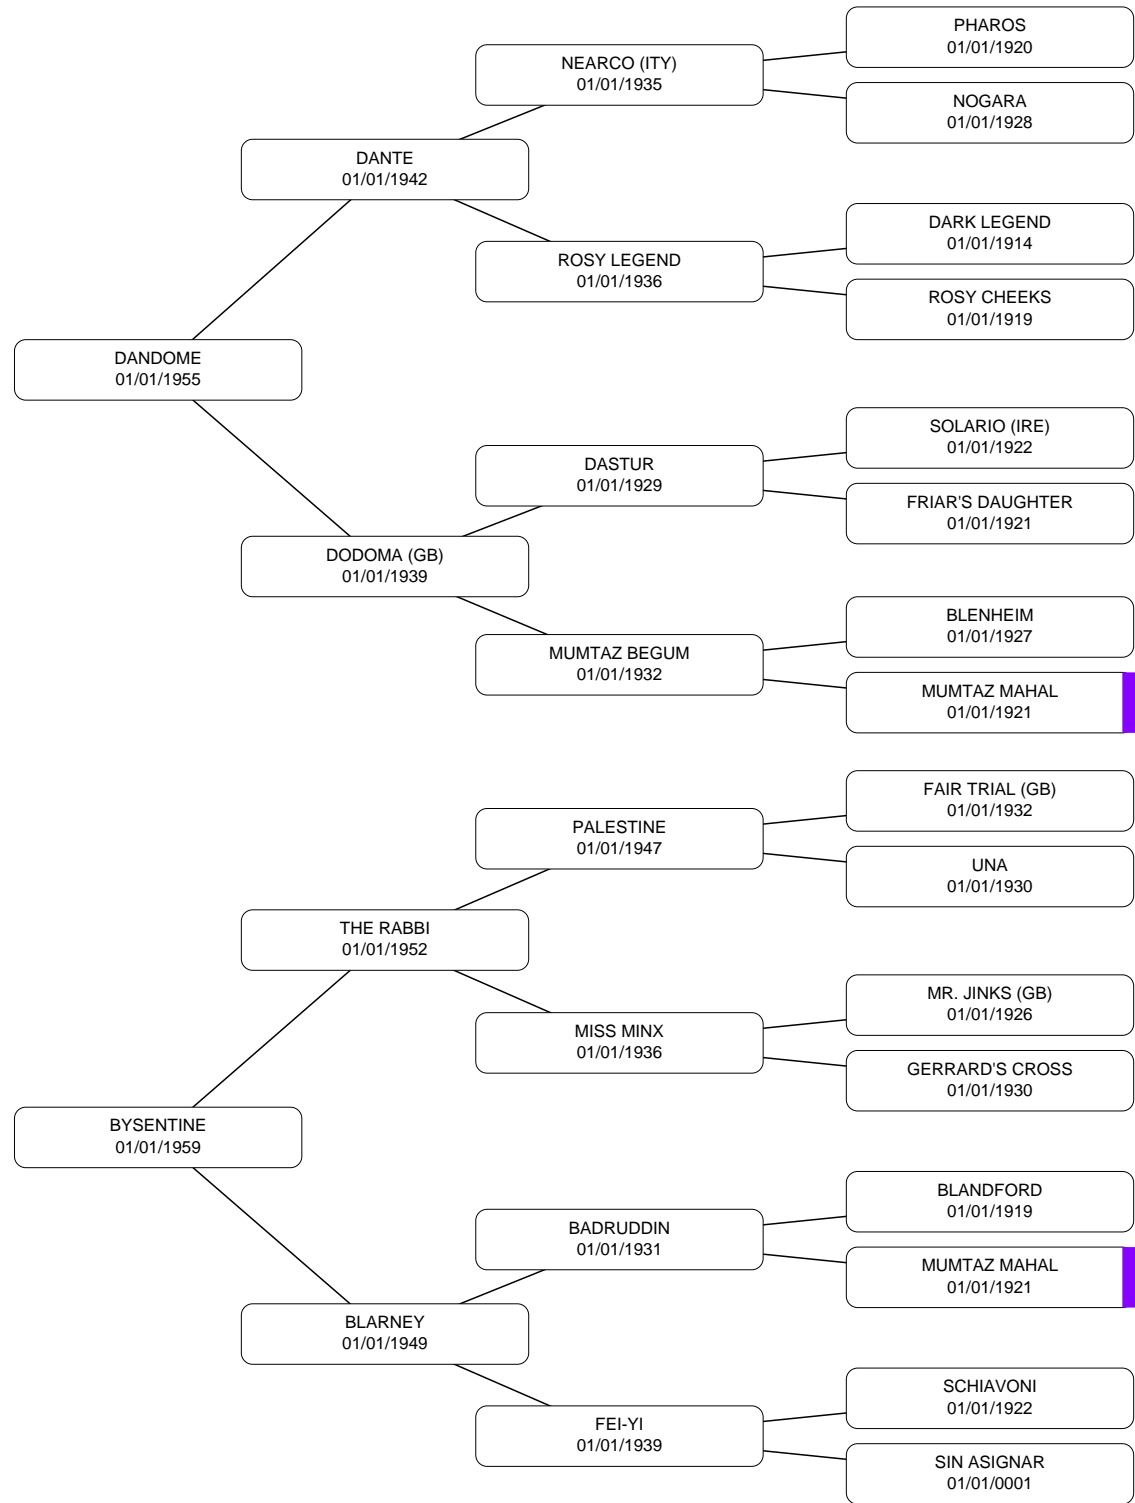 PHAROS
01/01/1920
NEARCO (ITY)
01/01/1935
NOGARA
01/01/1928
DANTE
01/01/1942
DARK LEGEND
01/01/1914
ROSY LEGEND
01/01/1936
ROSY CHEEKS
01/01/1919
DANDOME
01/01/1955
SOLARIO (IRE)
01/01/1922
DASTUR
01/01/1929
FRIAR'S DAUGHTER
01/01/1921
DODOMA (GB)
01/01/1939
BLENHEIM
01/01/1927
MUMTAZ BEGUM
01/01/1932
MUMTAZ MAHAL
01/01/1921
FAIR TRIAL (GB)
01/01/1932
PALESTINE
01/01/1947
UNA
01/01/1930
THE RABBI
01/01/1952
MR. JINKS (GB)
01/01/1926
MISS MINX
01/01/1936
GERRARD'S CROSS
01/01/1930
BYSENTINE
01/01/1959
BLANDFORD
01/01/1919
BADRUDDIN
01/01/1931
MUMTAZ MAHAL
01/01/1921
BLARNEY
01/01/1949
SCHIAVONI
01/01/1922
FEI-YI
01/01/1939
SIN ASIGNAR
01/01/0001